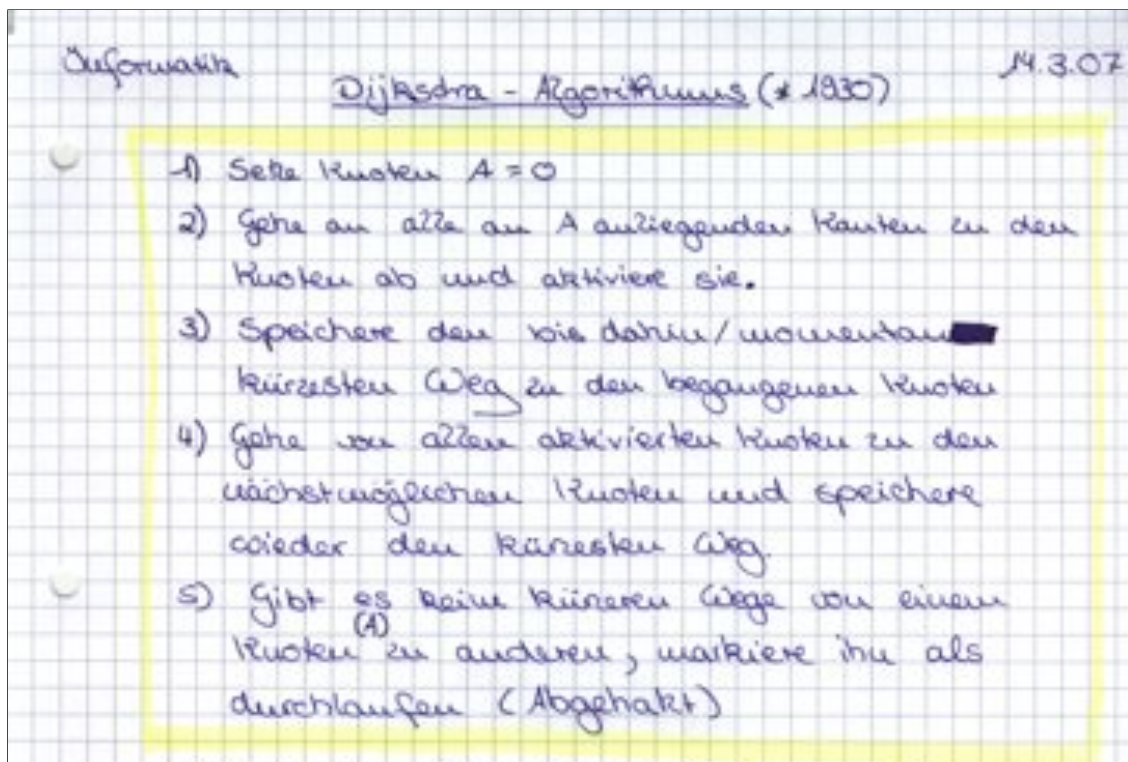 Informatik
14.3.07
Dijksdra - Algorithmus (* 1930)
1) Setze Knoten A = 0
2) Gehe an alle an A anliegenden Kanten zu den
Knoten ab und aktiviere sie.
3) Speichere den bis dahin/momentan
kürzesten Weg zu den begangenen Knoten
4) Gehe von allen aktivierten Knoten zu den
nächstmöglichen Knoten und speichere
wieder den kürzesten Weg.
5) Gibt es keine kürzeren Wege von einem
(A)
Knoten zu anderen, markiere ihn als
durchlaufen (Abgehakt)